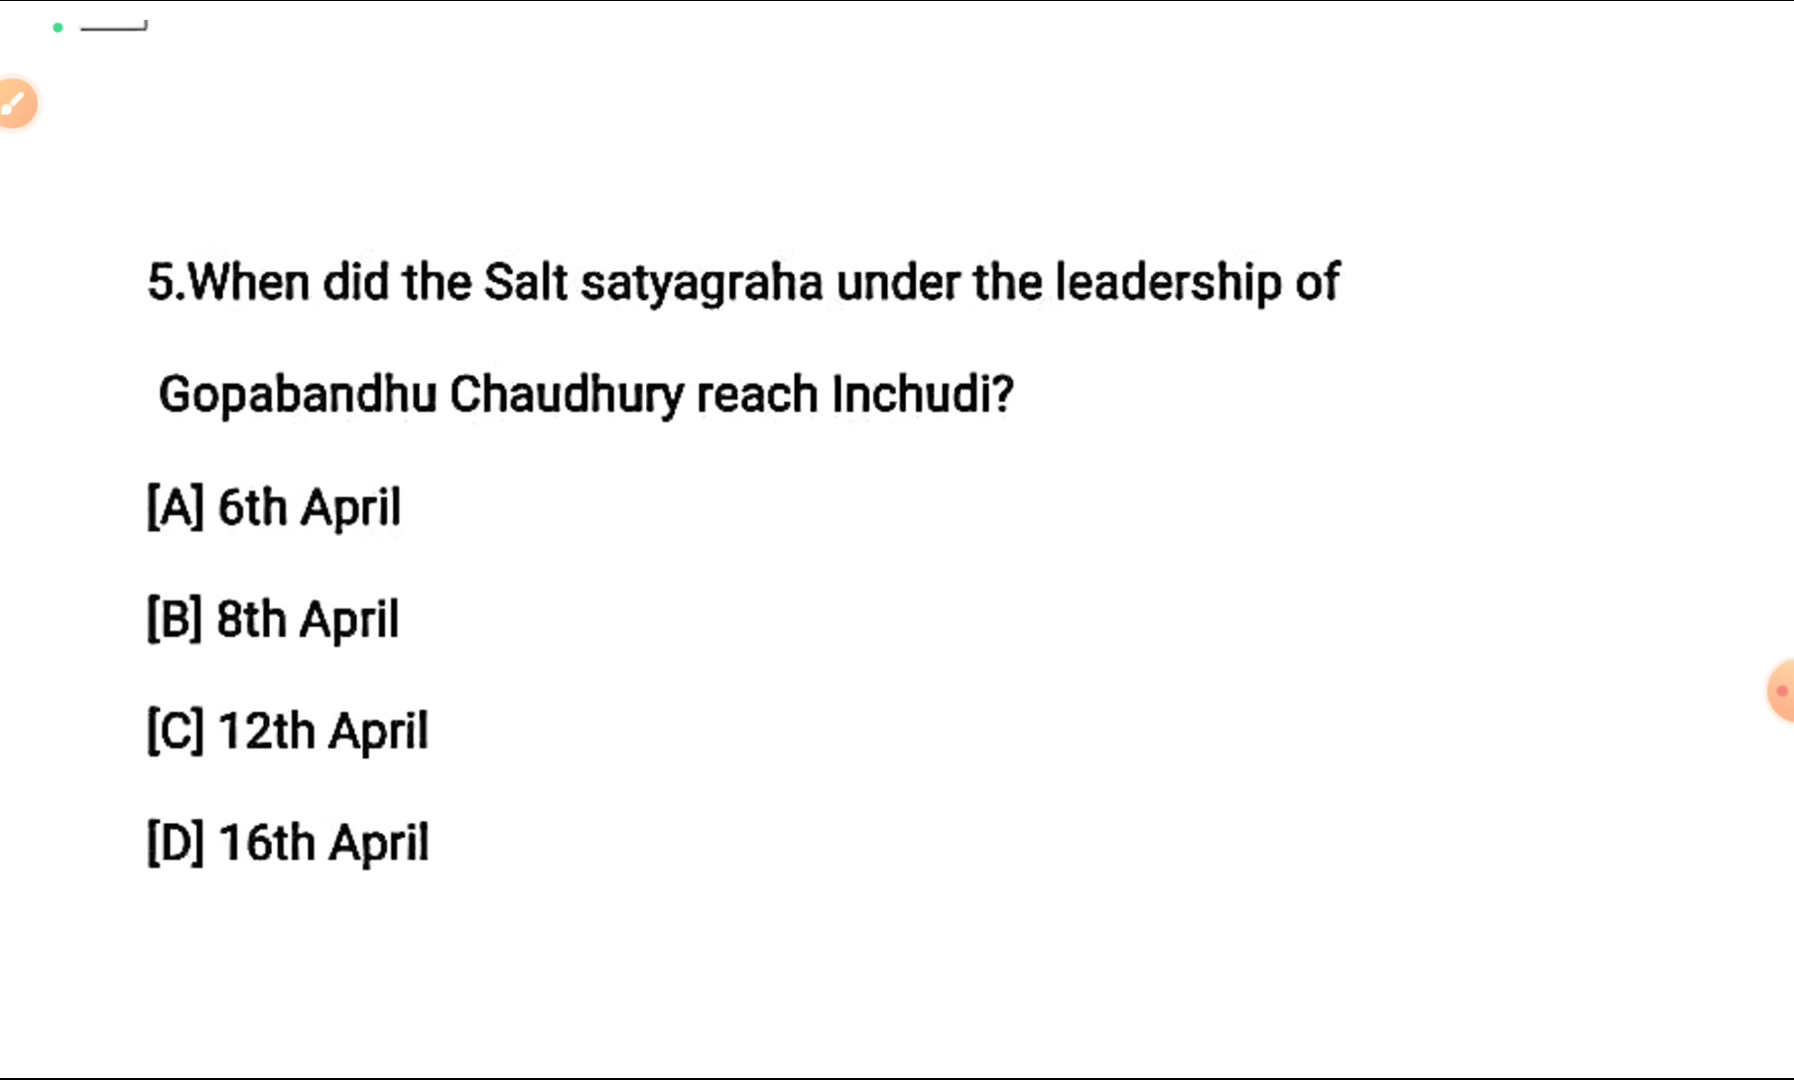 5.When did the Salt satyagraha under the leadership of
Gopabandhu Chaudhury reach Inchudi?
[A] 6th April
[B] 8th April
[C] 12th April
[D] 16th April